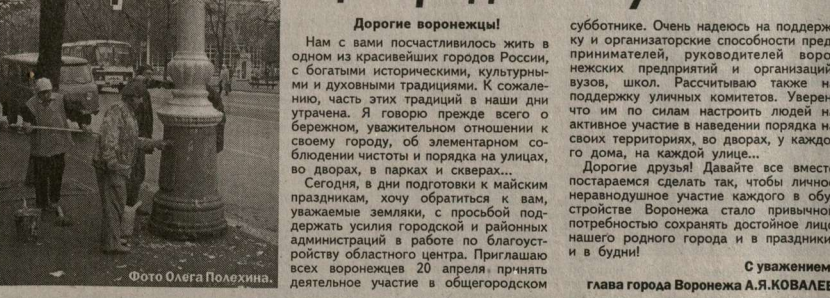 Дорогие воронежцы!
Нам с вами посчастливилось жить в
одном из красивейших городов России,
с богатыми историческими, культурны-
ми и духовными традициями. К сожале-
нию, часть этих традиций в наши дни
утрачена. Я говорю прежде всего о
бережном, уважительном отношении к
своему городу, об элементарном со-
блюдении чистоты и порядка на улицах,
во дворах, в парках и скверах...
Сегодня, в дни подготовки к майским
праздникам, хочу обратиться к вам,
уважаемые земляки, с просьбой под-
держать усилия городской и районных
администраций в работе по благоуст-
ройству областного центра. Приглашаю
всех воронежцев 20 апреля принять
деятельное участие в общегородском
субботнике. Очень надеюсь на поддерж
ку и организаторские способности пред
принимателей, руководителей воро
нежских предприятий и организаций
вузов, школ. Рассчитываю также н
поддержку уличных комитетов. Уверен
что им по силам настроить людей н
активное участие в наведении порядка н
своих территориях, во дворах, у каждо
го дома, на каждой улице...
Дорогие друзья! Давайте все вмест
постараемся сделать так, чтобы лично
неравнодушное участие каждого в обу
стройстве Воронежа стало привычно
потребностью сохранять достойное лиц
нашего родного города и в праздники
и в будни!
С уважением
глава города Воронежа А.Я.КОВАЛЕВ
Фото Олега Полехина.